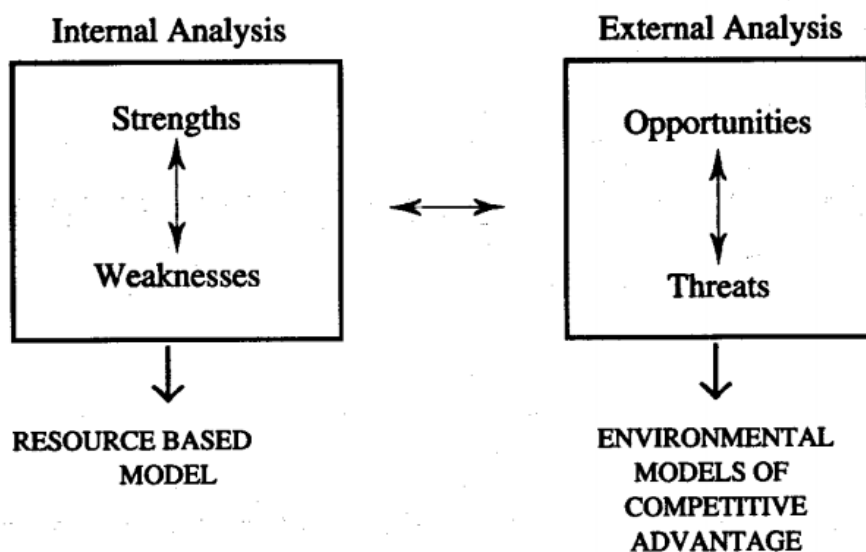 Internal Analysis
Strengths
Weaknesses
RESOURCE BASED
MODEL
External Analysis
Opportunities
Threats
ENVIRONMENTAL
MODELS OF
COMPETITIVE
ADVANTAGE